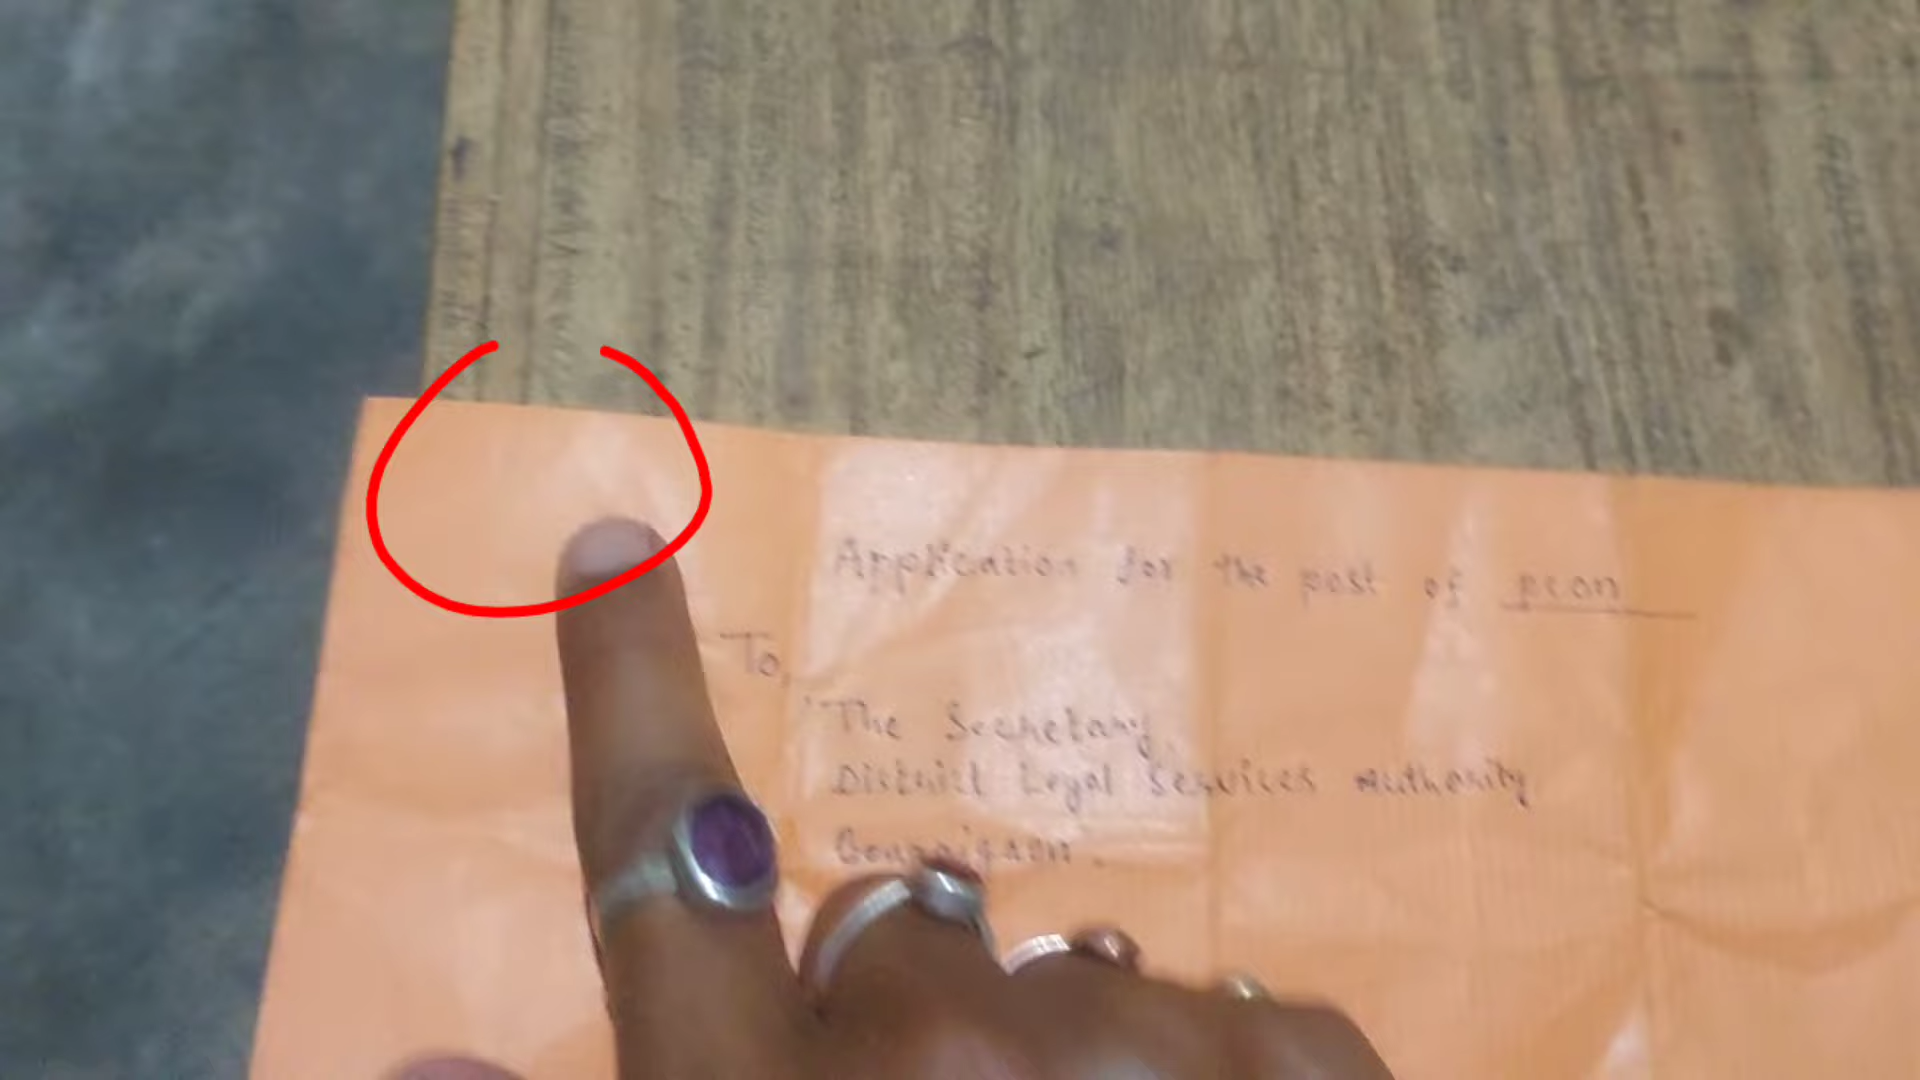 Application for the post of peon
To,
The Secretary,
District Legal Services Authority